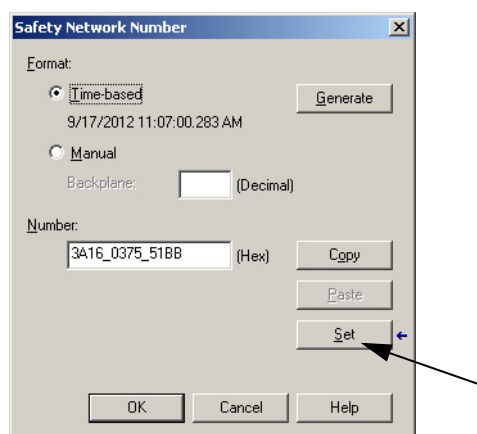 Safety Network Number
Format:
Time-based
Generate
9/17/2012 11:07:00.283 AM
Manual
Backplane:
(Decimal)
Number:
3A16_0375_51BB
(Hex)
Copy
Paste
Set
OK
Cancel
Help